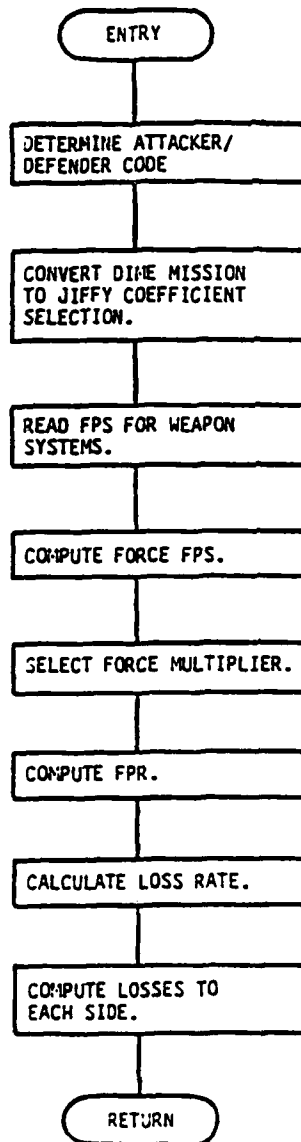 ENTRY
DETERMINE ATTACKER/
DEFENDER CODE
CONVERT DIME MISSION
TO JIFFY COEFFICIENT
SELECTION.
READ FPS FOR WEAPON
SYSTEMS.
COMPUTE FORCE FPS.
SELECT FORCE MULTIPLIER.
COMPUTE FPR.
CALCULATE LOSS RATE.
COMPUTE LOSSES TO
EACH SIDE.
RETURN